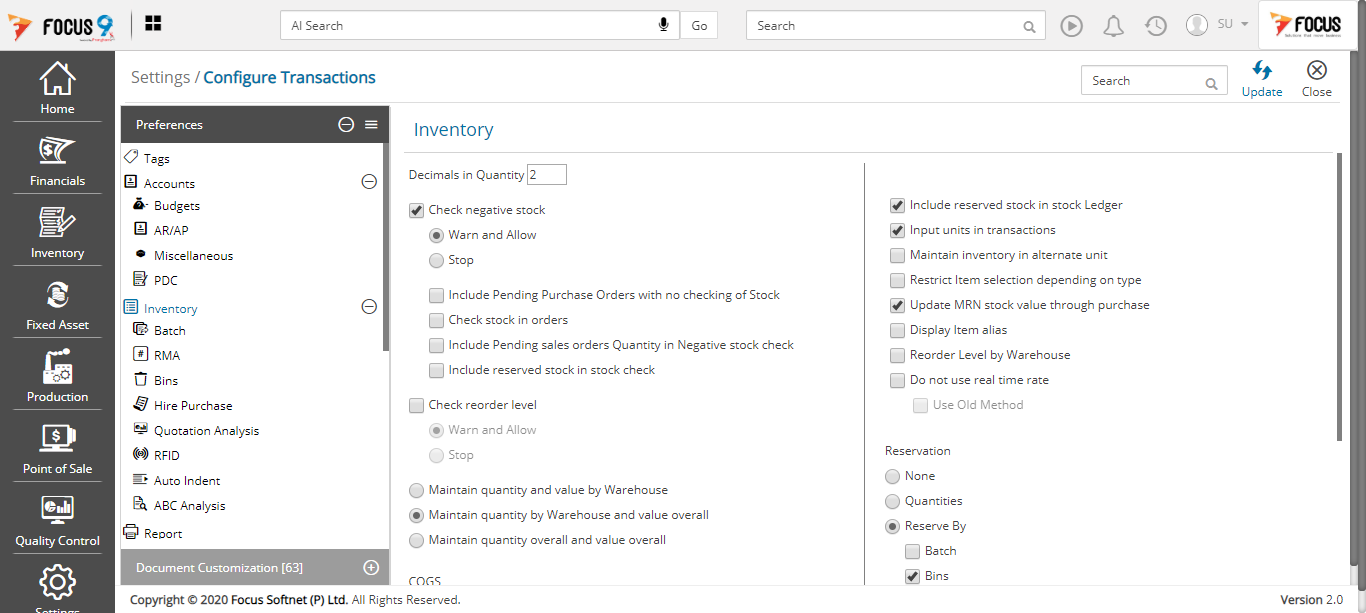 FOCUS 9
AI Search
Go
Search
SU
FOCUS
Home
Financials
Inventory
Fixed Asset
Production
Point of Sale
Quality Control
Settings
Settings / Configure Transactions
Search
Update
Close
Preferences
Tags
Accounts
Budgets
AR/AP
Miscellaneous
PDC
Inventory
Batch
RMA
Bins
Hire Purchase
Quotation Analysis
RFID
Auto Indent
ABC Analysis
Report
Document Customization [63]
Inventory
Decimals in Quantity 2
Check negative stock
Warn and Allow
Stop
Include Pending Purchase Orders with no checking of Stock
Check stock in orders
Include Pending sales orders Quantity in Negative stock check
Include reserved stock in stock check
Check reorder level
Warn and Allow
Stop
Maintain quantity and value by Warehouse
Maintain quantity by Warehouse and value overall
Maintain quantity overall and value overall
COGS
Include reserved stock in stock Ledger
Input units in transactions
Maintain inventory in alternate unit
Restrict Item selection depending on type
Update MRN stock value through purchase
Display Item alias
Reorder Level by Warehouse
Do not use real time rate
Use Old Method
Reservation
None
Quantities
Reserve By
Batch
Bins
Copyright © 2020 Focus Softnet (P) Ltd. All Rights Reserved.
Version 2.0